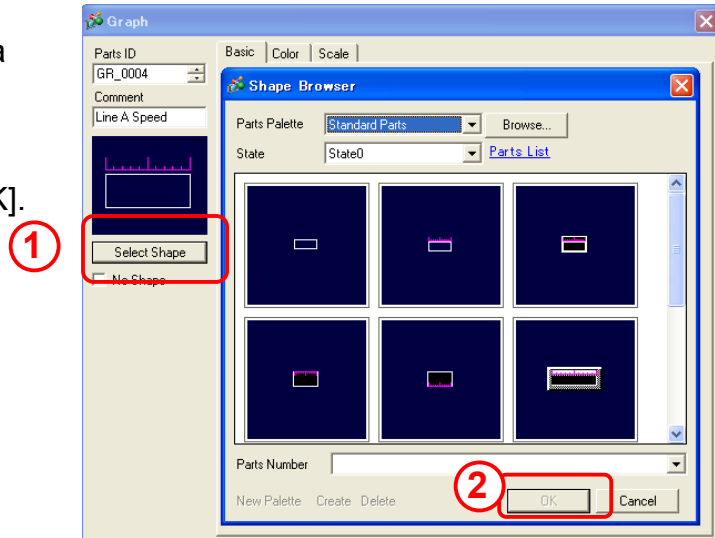 Graph
a
K].
Parts ID
GR_0004
Comment
Line A Speed
1
Select Shape
No Shape
Basic Color Scale
Shape Browser
Parts Palette Standard Parts Browse...
State State0 Parts List
Parts Number
2
New Palette Create Delete OK Cancel